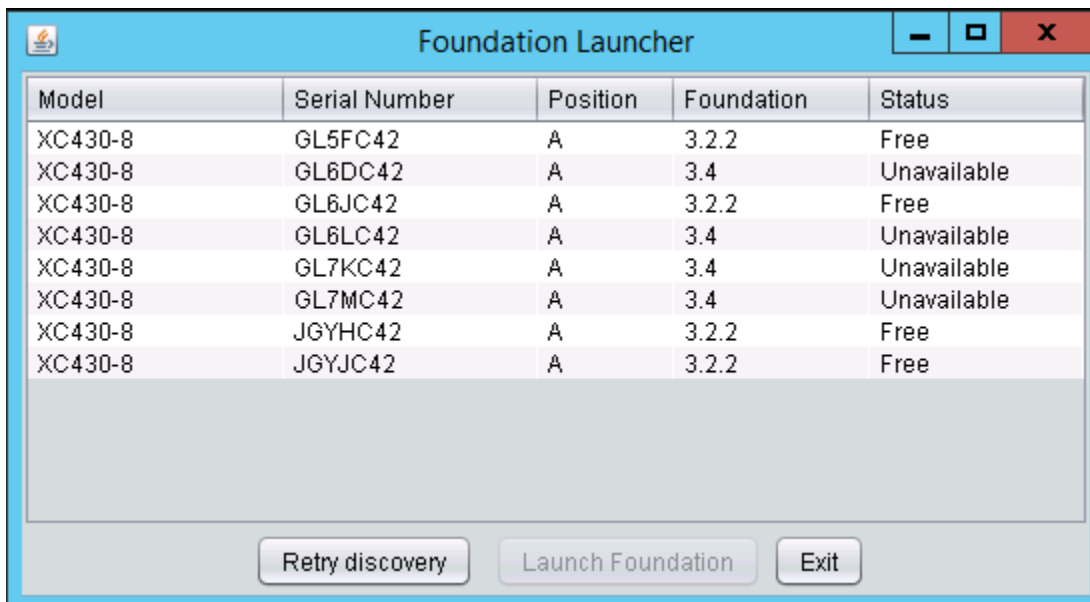 Foundation Launcher
Model Serial Number Position Foundation Status
XC430-8 GL5FC42 A 3.2.2 Free
XC430-8 GL6DC42 A 3.4 Unavailable
XC430-8 GL6JC42 A 3.2.2 Free
XC430-8 GL6LC42 A 3.4 Unavailable
XC430-8 GL7KC42 A 3.4 Unavailable
XC430-8 GL7MC42 A 3.4 Unavailable
XC430-8 JGYHC42 A 3.2.2 Free
XC430-8 JGYJC42 A 3.2.2 Free
Retry discovery Launch Foundation Exit